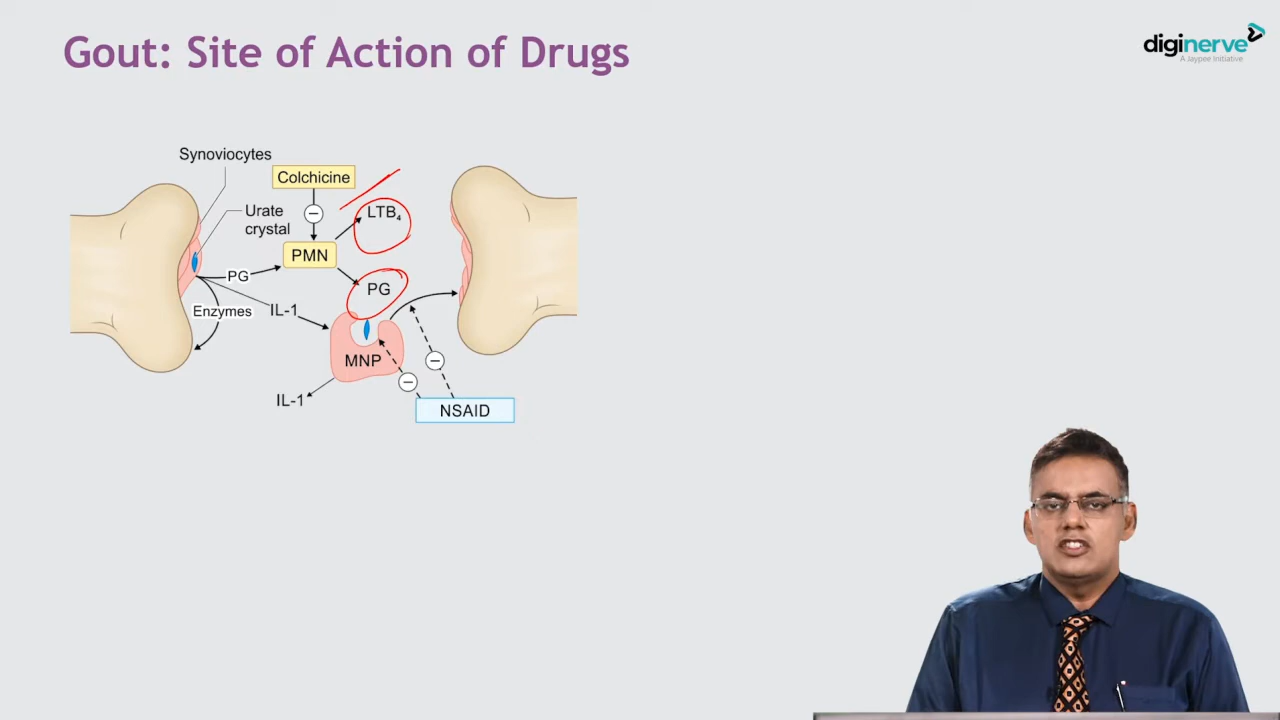 Gout: Site of Action of Drugs
diginerve
A Jaypee Initiative
Synoviocytes
Colchicine
Urate
crystal
LTB4
PMN
PG
PG
Enzymes
IL-1
MNP
IL-1
NSAID